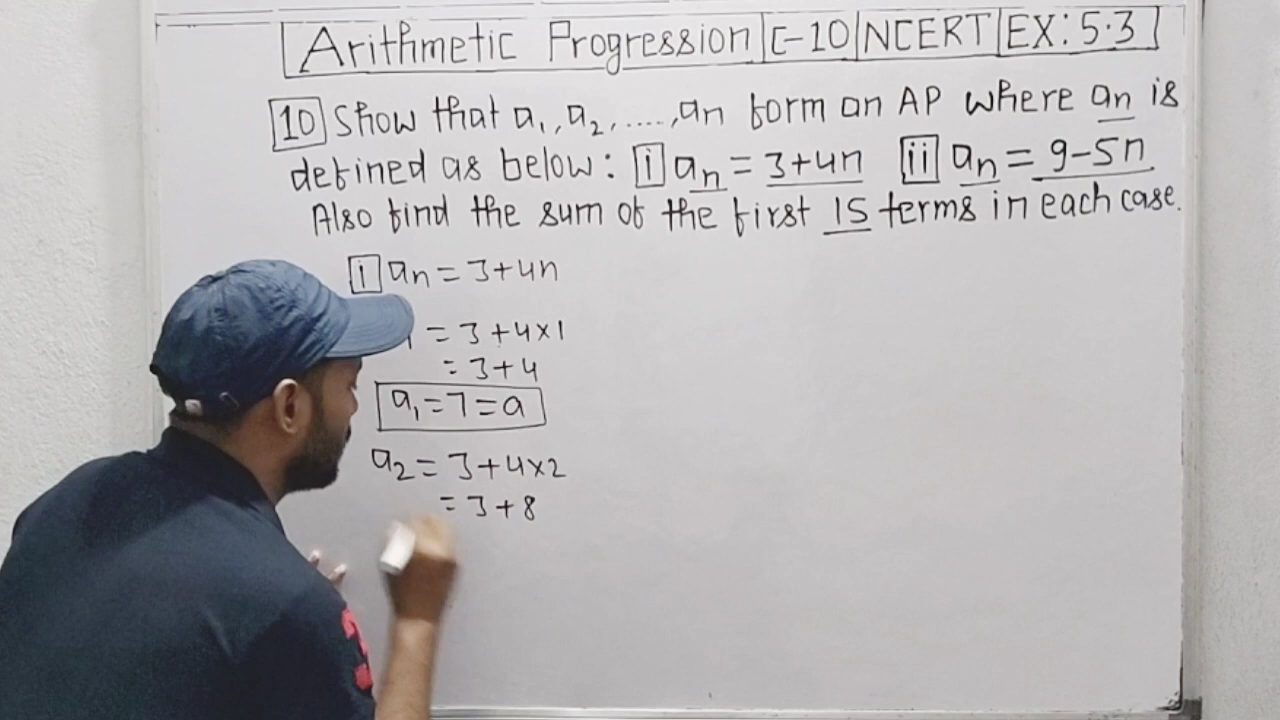 Arithmetic Progression C-10 NCERT EX: 5.3
10 Show that a₁, a₂, ....., an form an AP where an is
defined as below: i an = 3+4n ii an = 9-5n
Also find the sum of the first 15 terms in each case.
i an = 3+4n
= 3+4×1
= 3+4
a₁ = 7 = a
a₂ = 3+4×2
= 3+8